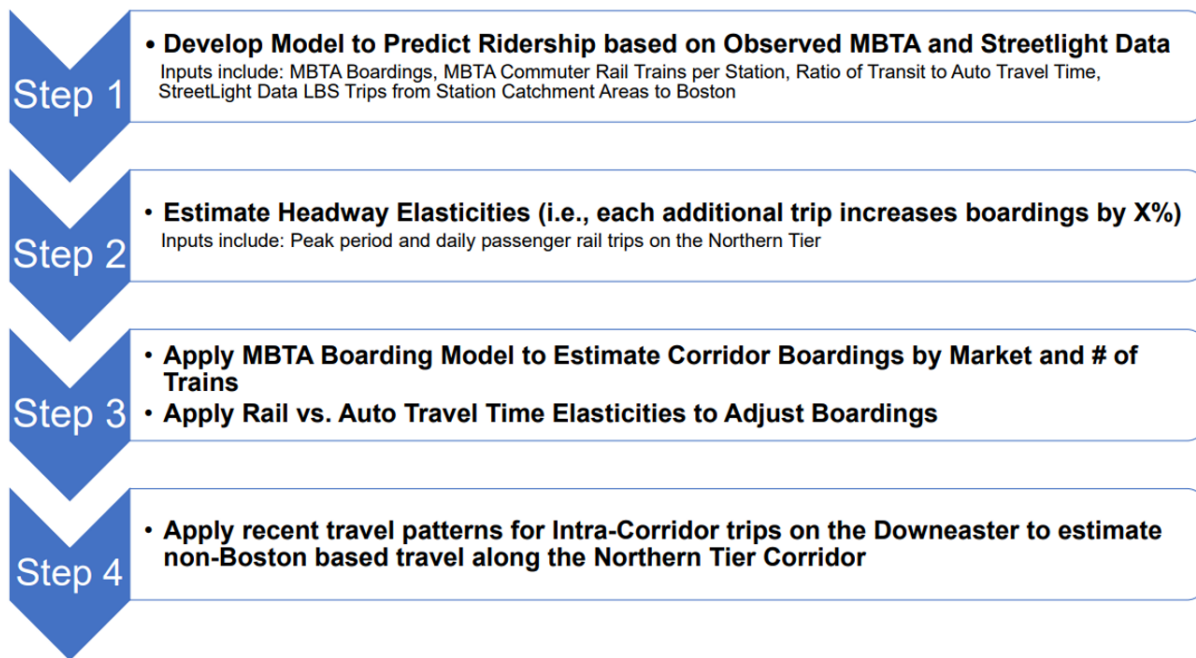 Step 1
• Develop Model to Predict Ridership based on Observed MBTA and Streetlight Data
Inputs include: MBTA Boardings, MBTA Commuter Rail Trains per Station, Ratio of Transit to Auto Travel Time,
StreetLight Data LBS Trips from Station Catchment Areas to Boston
Step 2
• Estimate Headway Elasticities (i.e., each additional trip increases boardings by X%)
Inputs include: Peak period and daily passenger rail trips on the Northern Tier
Step 3
• Apply MBTA Boarding Model to Estimate Corridor Boardings by Market and # of
Trains
• Apply Rail vs. Auto Travel Time Elasticities to Adjust Boardings
Step 4
• Apply recent travel patterns for Intra-Corridor trips on the Downeaster to estimate
non-Boston based travel along the Northern Tier Corridor